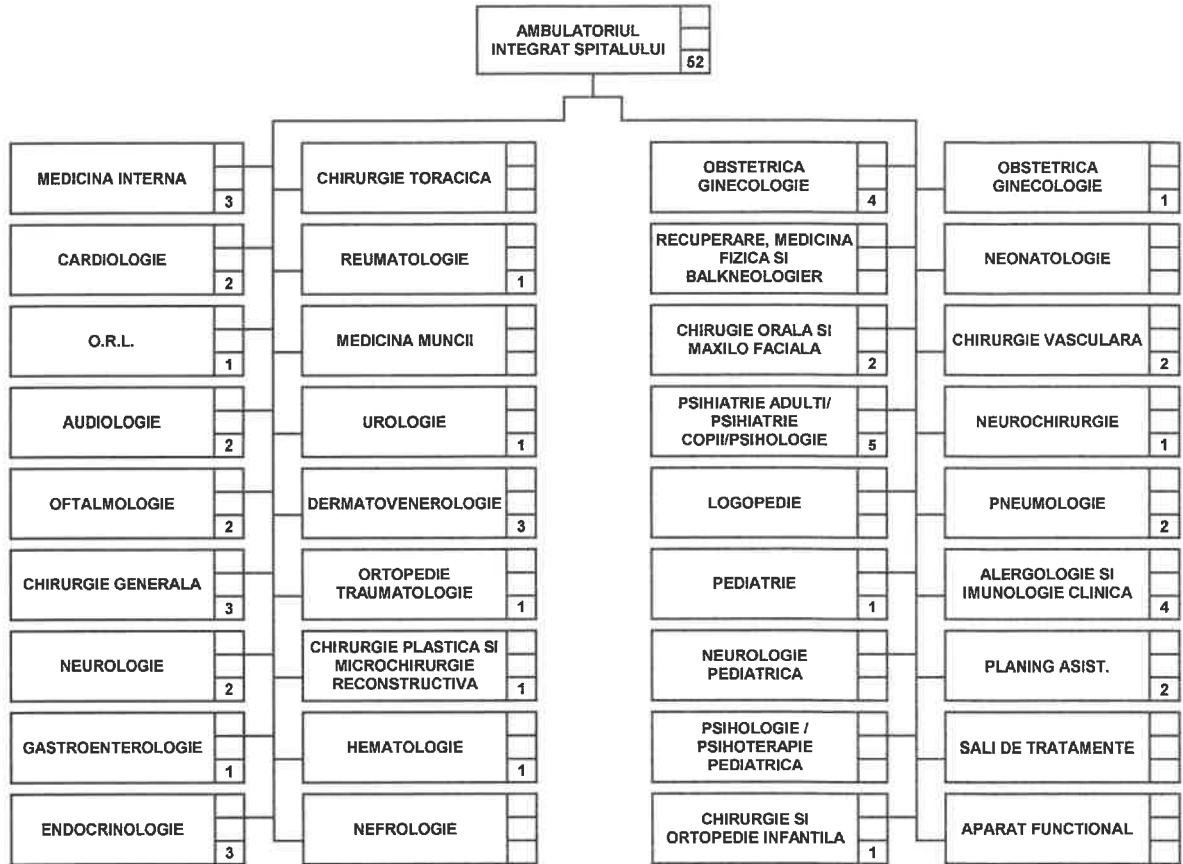 AMBULATORIUL
INTEGRAT SPITALULUI
52
MEDICINA INTERNA
3
CHIRURGIE TORACICA
OBSTETRICA
GINECOLOGIE
4
OBSTETRICA
GINECOLOGIE
1
CARDIOLOGIE
2
REUMATOLOGIE
1
RECUPERARE, MEDICINA
FIZICA SI
BALKNEOLOGIER
NEONATOLOGIE
O.R.L.
1
MEDICINA MUNCII
CHIRUGIE ORALA SI
MAXILO FACIALA
2
CHIRURGIE VASCULARA
2
AUDIOLOGIE
2
UROLOGIE
1
PSIHIATRIE ADULTI/
PSIHIATRIE
COPII/PSIHOLOGIE
5
NEUROCHIRURGIE
1
OFTALMOLOGIE
2
DERMATOVENEROLOGIE
3
LOGOPEDIE
PNEUMOLOGIE
2
CHIRURGIE GENERALA
3
ORTOPEDIE
TRAUMATOLOGIE
1
PEDIATRIE
1
ALERGOLOGIE SI
IMUNOLOGIE CLINICA
4
NEUROLOGIE
2
CHIRURGIE PLASTICA SI
MICROCHIRURGIE
RECONSTRUCTIVA
1
NEUROLOGIE
PEDIATRICA
PLANING ASIST.
2
GASTROENTEROLOGIE
1
HEMATOLOGIE
1
PSIHOLOGIE /
PSIHOTERAPIE
PEDIATRICA
SALI DE TRATAMENTE
ENDOCRINOLOGIE
3
NEFROLOGIE
CHIRURGIE SI
ORTOPEDIE INFANTILA
1
APARAT FUNCTIONAL